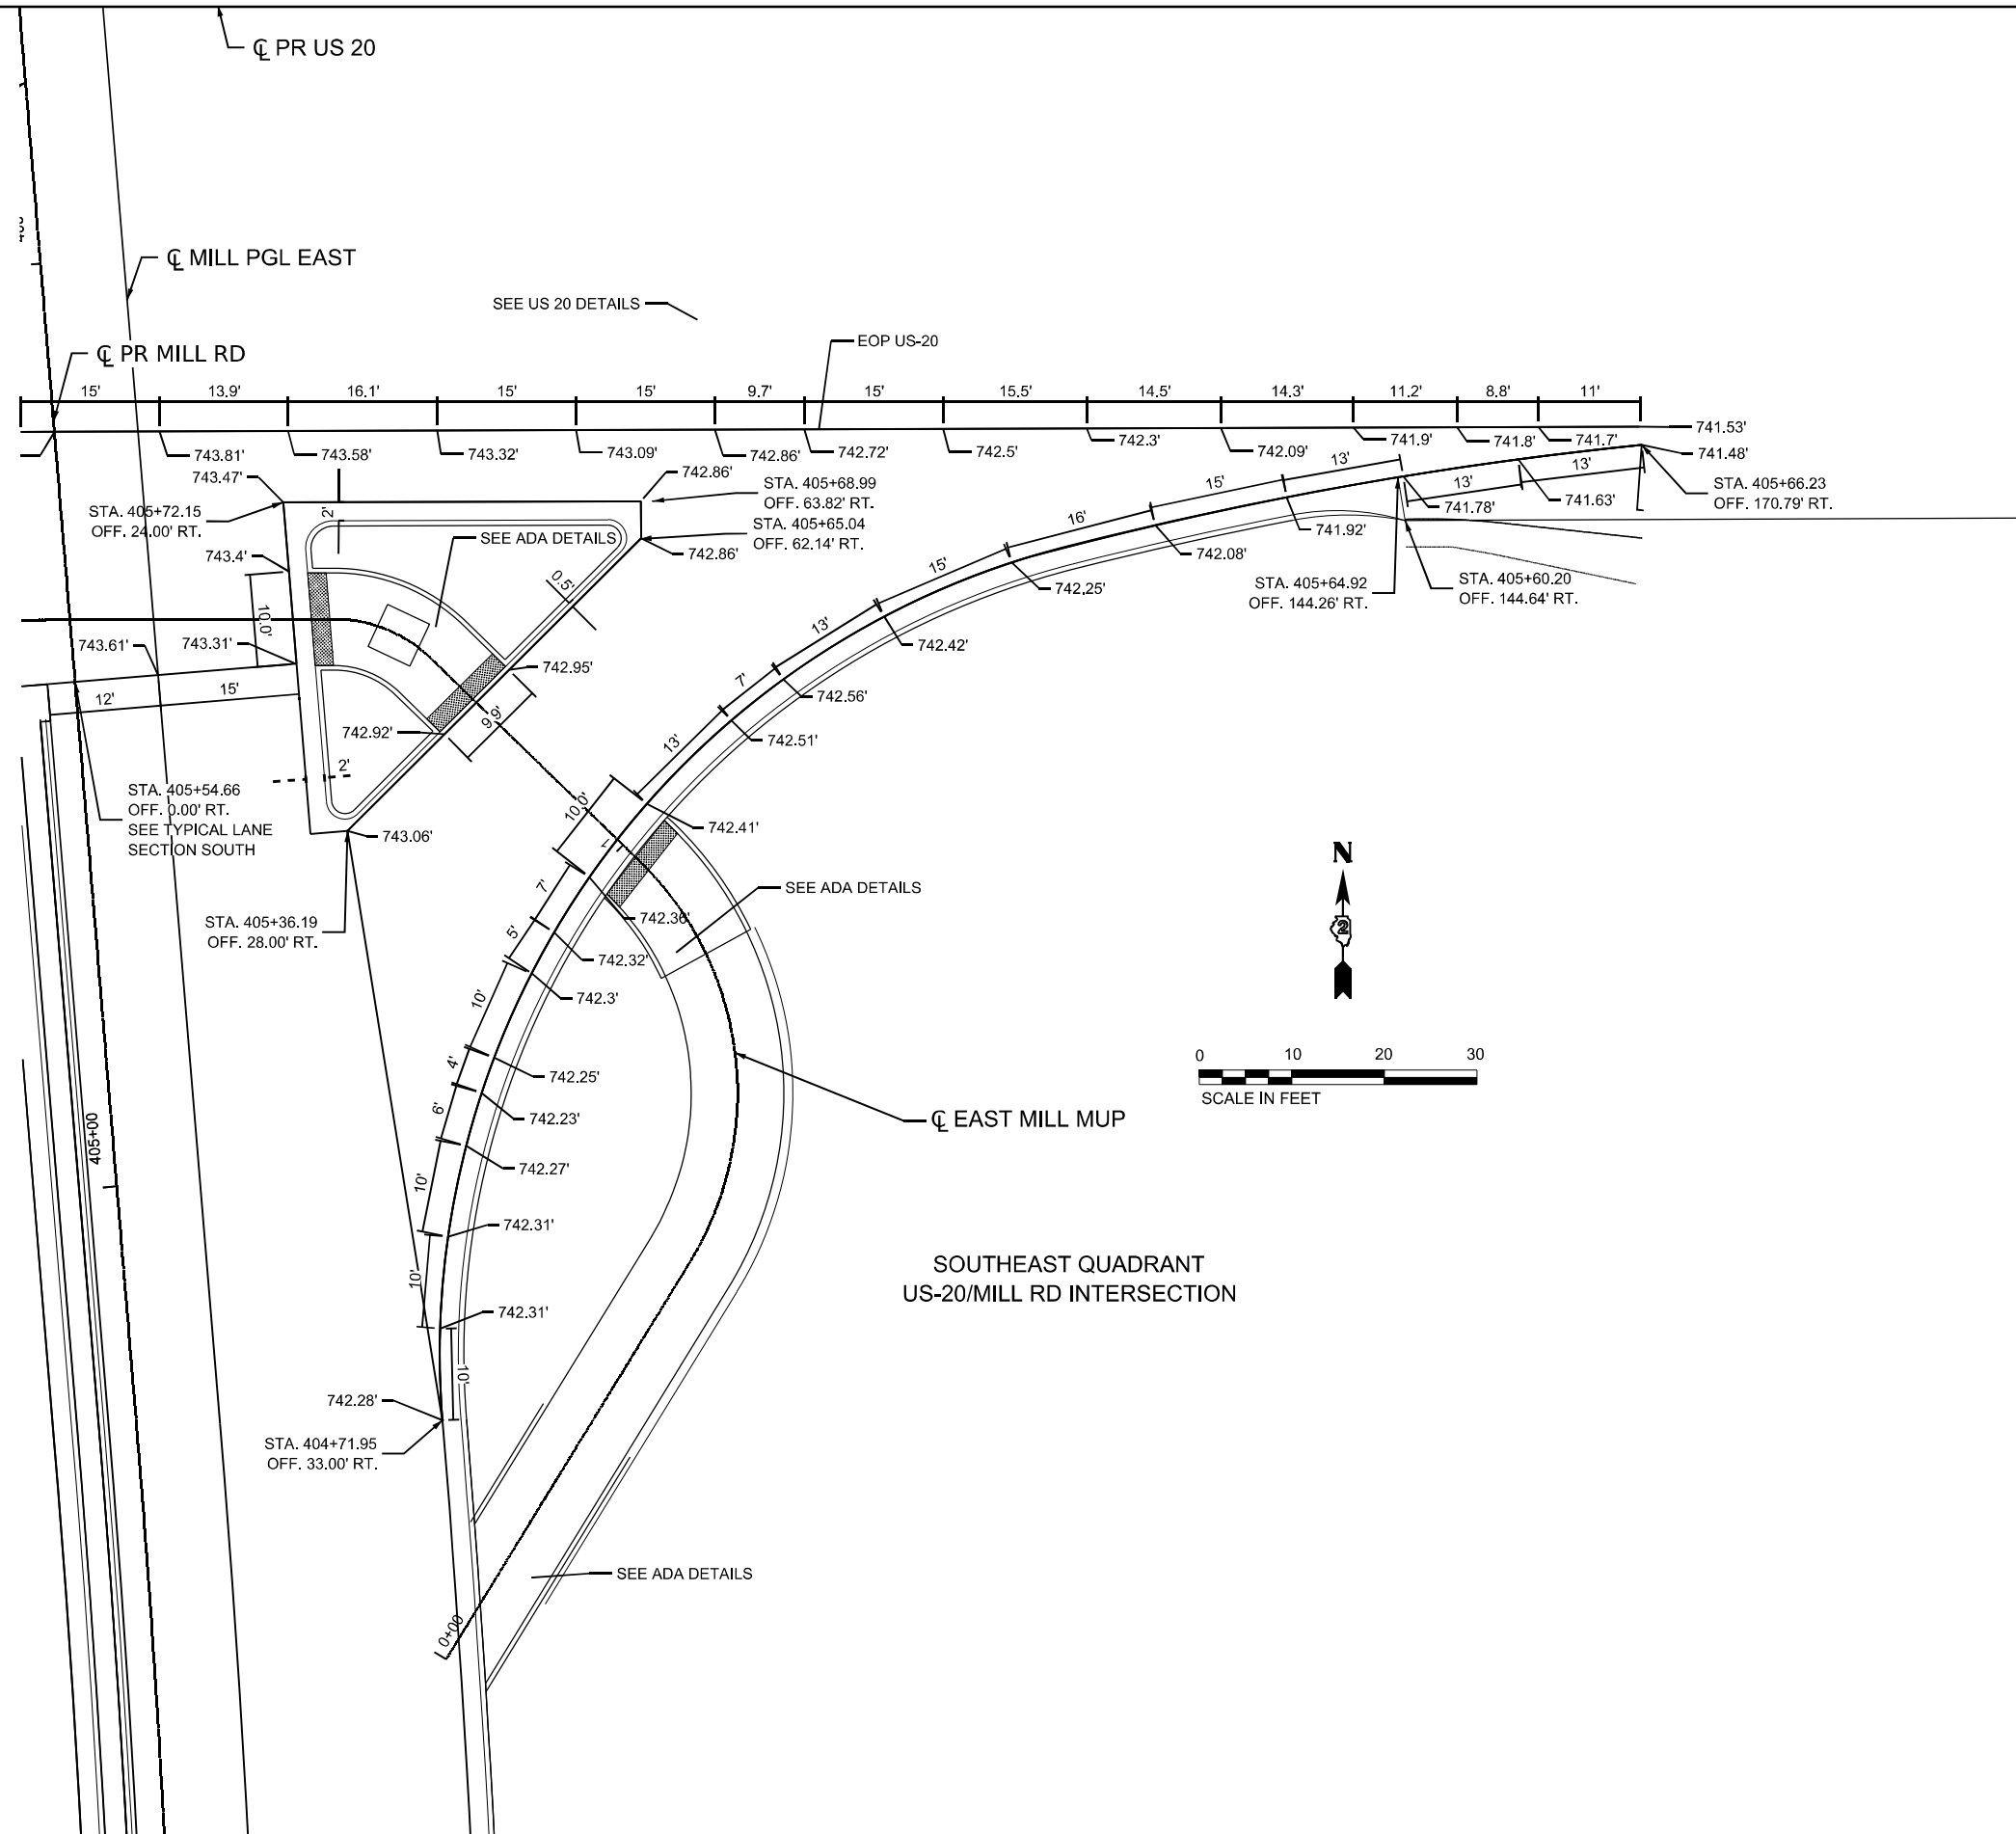 ℄ PR US 20
℄ MILL PGL EAST
SEE US 20 DETAILS
EOP US-20
℄ PR MILL RD
15' 13.9' 16.1' 15' 15' 9.7' 15' 15.5' 14.5' 14.3' 11.2' 8.8' 11'
743.81' 743.58' 743.32' 743.09' 742.86' 742.72' 742.5' 742.3' 742.09' 741.9' 741.8' 741.7' 741.53'
741.48'
743.47'
742.86'
STA. 405+68.99
OFF. 63.82' RT.
STA. 405+65.04
OFF. 62.14' RT.
742.86'
STA. 405+72.15
OFF. 24.00' RT.
2'
SEE ADA DETAILS
743.4'
0.5'
10.0'
743.61'
743.31'
12'
15'
742.95'
9.9'
742.92'
2'
STA. 405+54.66
OFF. 0.00' RT.
SEE TYPICAL LANE
SECTION SOUTH
743.06'
STA. 405+36.19
OFF. 28.00' RT.
13'
13'
STA. 405+66.23
OFF. 170.79' RT.
741.63'
13'
741.78'
15'
741.92'
16'
742.08'
STA. 405+64.92
OFF. 144.26' RT.
STA. 405+60.20
OFF. 144.64' RT.
15'
742.25'
13'
742.42'
7'
742.56'
13'
742.51'
10.0'
742.41'
7'
742.36'
SEE ADA DETAILS
5'
742.32'
10'
742.3'
4'
742.25'
6'
742.23'
10'
742.27'
742.31'
10'
742.31'
10'
742.28'
STA. 404+71.95
OFF. 33.00' RT.
405+00
℄ EAST MILL MUP
N
2
0 10 20 30
SCALE IN FEET
SOUTHEAST QUADRANT
US-20/MILL RD INTERSECTION
SEE ADA DETAILS
0+00